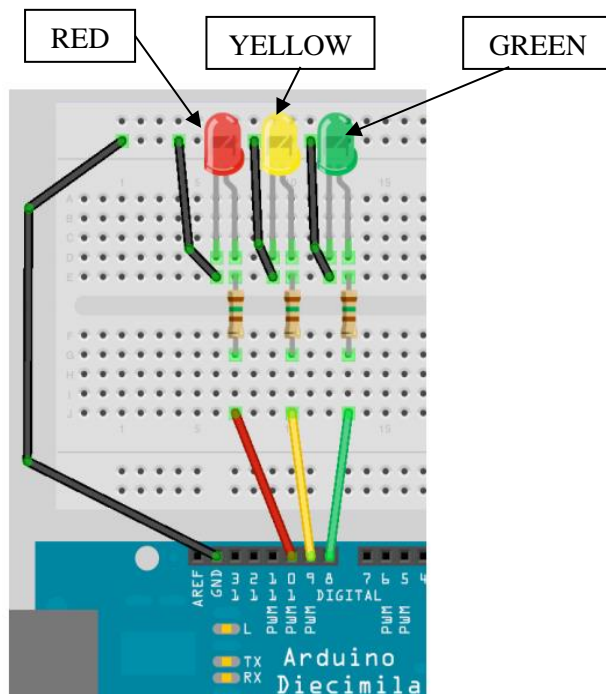 RED YELLOW GREEN
1 5 10 15
A
B
C
D
E
F
G
H
I
J
1 5 15
AREF GND 13 12 11 10 9 8 7 6 5 4
PWM PWM PWM DIGITAL PWM PWM
L
TX
RX
Arduino
Diecimila